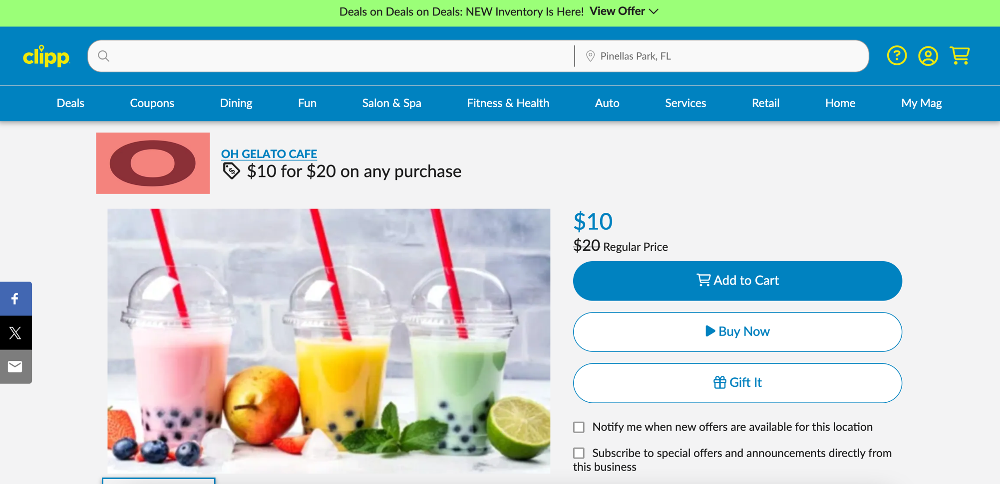 Deals on Deals on Deals: NEW Inventory Is Here! View Offer
clipp
Pinellas Park, FL
Deals Coupons Dining Fun Salon & Spa Fitness & Health Auto Services Retail Home My Mag
OH GELATO CAFE
$10 for $20 on any purchase
$10
$20 Regular Price
Add to Cart
Buy Now
Gift It
Notify me when new offers are available for this location
Subscribe to special offers and announcements directly from
this business